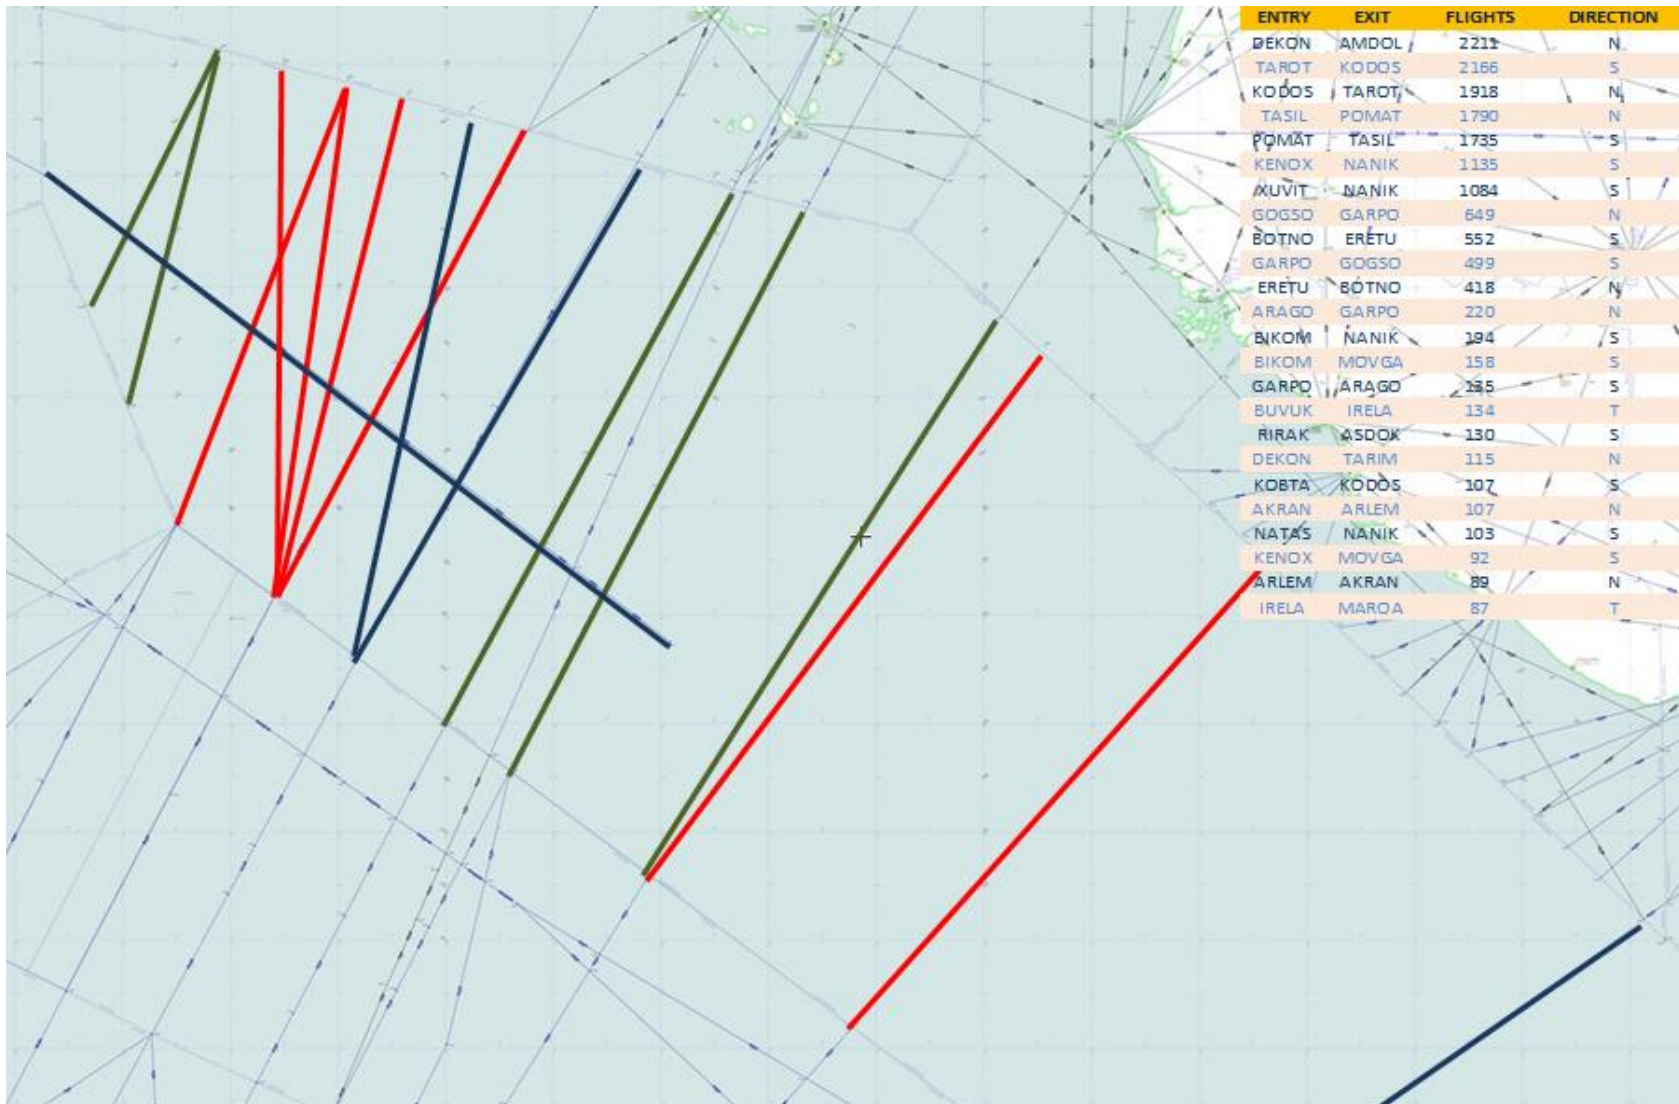 ENTRY EXIT FLIGHTS DIRECTION
DEKON AMDOL 2211 N
TAROT KODOS 2166 S
KODOS TAROT 1918 N
TASIL POMAT 1790 N
POMAT TASIL 1735 S
KENOX NANIK 1135 S
XUVIT NANIK 1084 S
GOGSO GARPO 649 N
BOTNO ERETU 552 S
GARPO GOGSO 499 S
ERETU BOTNO 418 N
ARAGO GARPO 220 N
BIKOM NANIK 194 S
BIKOM MOVGA 158 S
GARPO ARAGO 135 S
BUVUK IRELA 134 T
RIRAK ASDOK 130 S
DEKON TARIM 115 N
KOBTA KODOS 107 S
AKRAN ARLEM 107 N
NATAS NANIK 103 S
KENOX MOVGA 92 S
ARLEM AKRAN 89 N
IRELA MAROA 87 T